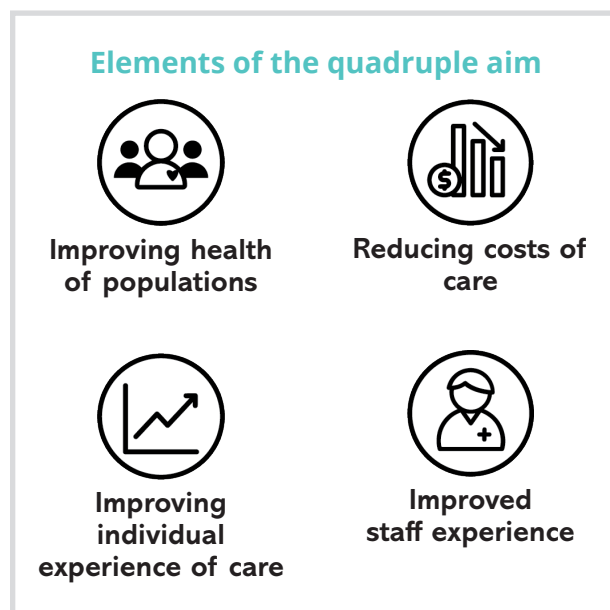 Elements of the quadruple aim
$
Improving health
of populations
Reducing costs of
care
Improving
individual
experience of care
Improved
staff experience